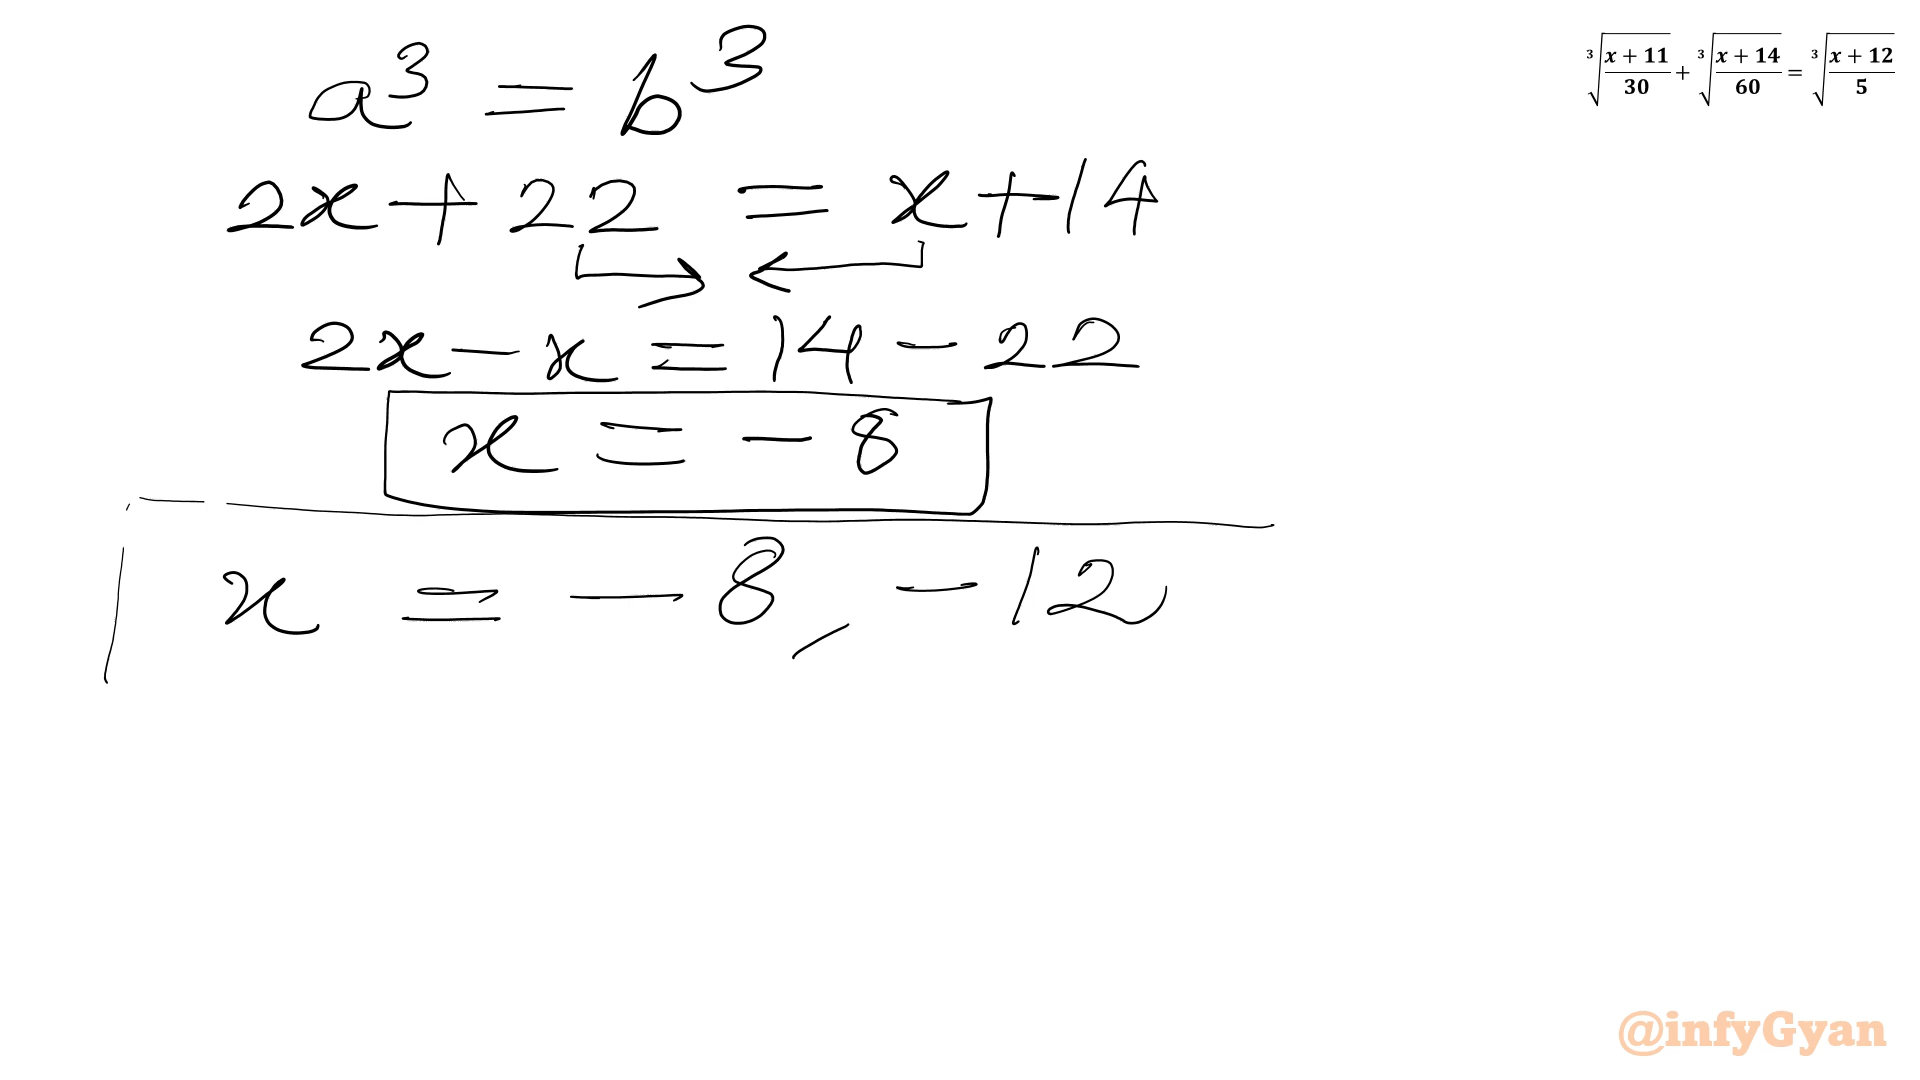 a³ = b³
∛((x + 11)/30) + ∛((x + 14)/60) = ∛((x + 12)/5)
2x + 22 = x + 14
2x - x = 14 - 22
x = - 8
x = - 8, - 12
@infyGyan